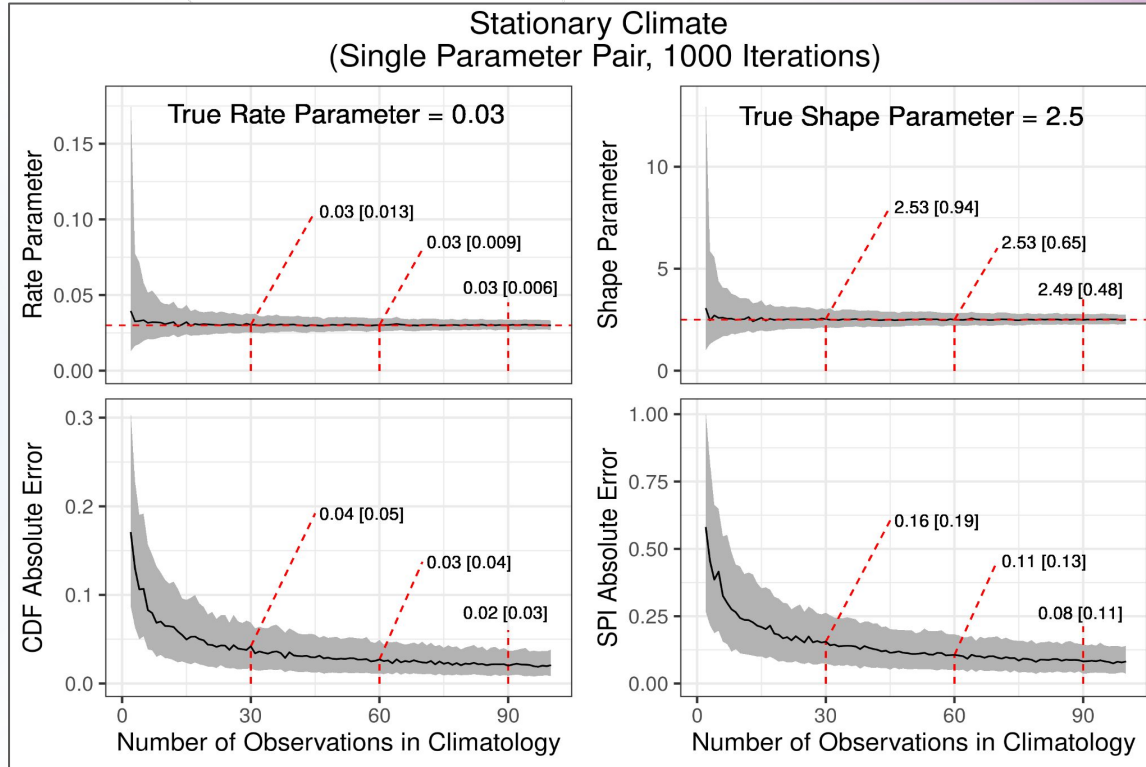 Stationary Climate
(Single Parameter Pair, 1000 Iterations)
True Rate Parameter = 0.03
Rate Parameter
0.15
0.10
0.05
0.00
0.03 [0.013]
0.03 [0.009]
0.03 [0.006]
True Shape Parameter = 2.5
Shape Parameter
10
5
0
2.53 [0.94]
2.53 [0.65]
2.49 [0.48]
CDF Absolute Error
0.3
0.2
0.1
0.0
0.04 [0.05]
0.03 [0.04]
0.02 [0.03]
0 30 60 90
Number of Observations in Climatology
SPI Absolute Error
1.00
0.75
0.50
0.25
0.00
0.16 [0.19]
0.11 [0.13]
0.08 [0.11]
0 30 60 90
Number of Observations in Climatology